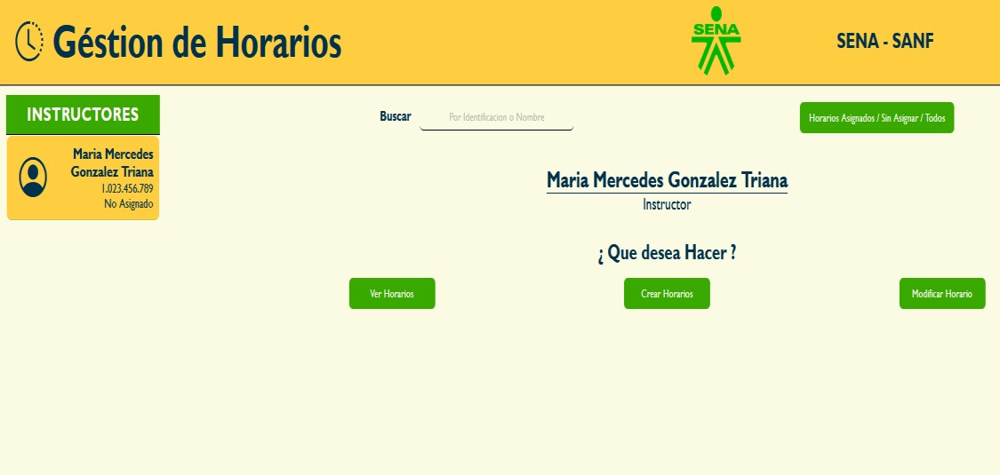 Géstion de Horarios
SENA
SENA - SANF
INSTRUCTORES
Maria Mercedes
Gonzalez Triana
1.023.456.789
No Asignado
Buscar
Por Identificacion o Nombre
Horarios Asignados / Sin Asignar / Todos
Maria Mercedes Gonzalez Triana
Instructor
¿ Que desea Hacer ?
Ver Horarios
Crear Horarios
Modificar Horario